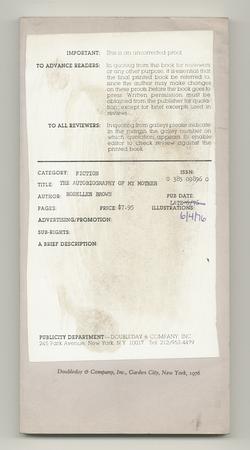 IMPORTANT: This is an uncorrected proof.
TO ADVANCE READERS: In quoting from this book for reviewers
or any other purpose, it is essential that
the final printed book be referred to,
since the author may make changes
on these proofs before the book goes to
press. Written permission must be
obtained from the publisher for quota-
tion, except for brief excerpts used in
reviews.
TO ALL REVIEWERS: In quoting from galleys please indicate
in the margin the galley number on
which quotation appears to enable
editor to check review against the
printed book.
CATEGORY: FICTION ISBN:
0 385 09896 0
TITLE: THE AUTOBIOGRAPHY OF MY MOTHER
AUTHOR: ROSELLEN BROWN PUB DATE:
PAGES: PRICE: $7.95 ILLUSTRATIONS:
6/4/76
ADVERTISING/PROMOTION:
SUB-RIGHTS:
A BRIEF DESCRIPTION:
PUBLICITY DEPARTMENT—DOUBLEDAY & COMPANY, INC.
245 Park Avenue, New York, N.Y. 10017 Tel: 212/953-4479
Doubleday & Company, Inc., Garden City, New York, 1976